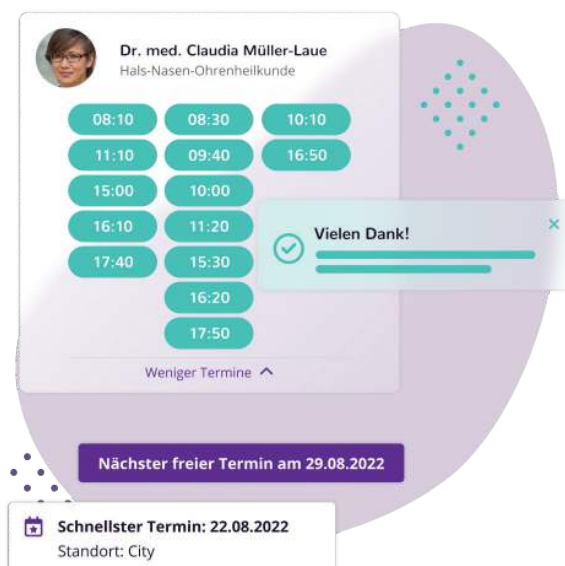 Dr. med. Claudia Müller-Laue
Hals-Nasen-Ohrenheilkunde
08:10 08:30 10:10
11:10 09:40 16:50
15:00 10:00
16:10 11:20
17:40 15:30
16:20
17:50
Vielen Dank!
Weniger Termine
Nächster freier Termin am 29.08.2022
Schnellster Termin: 22.08.2022
Standort: City